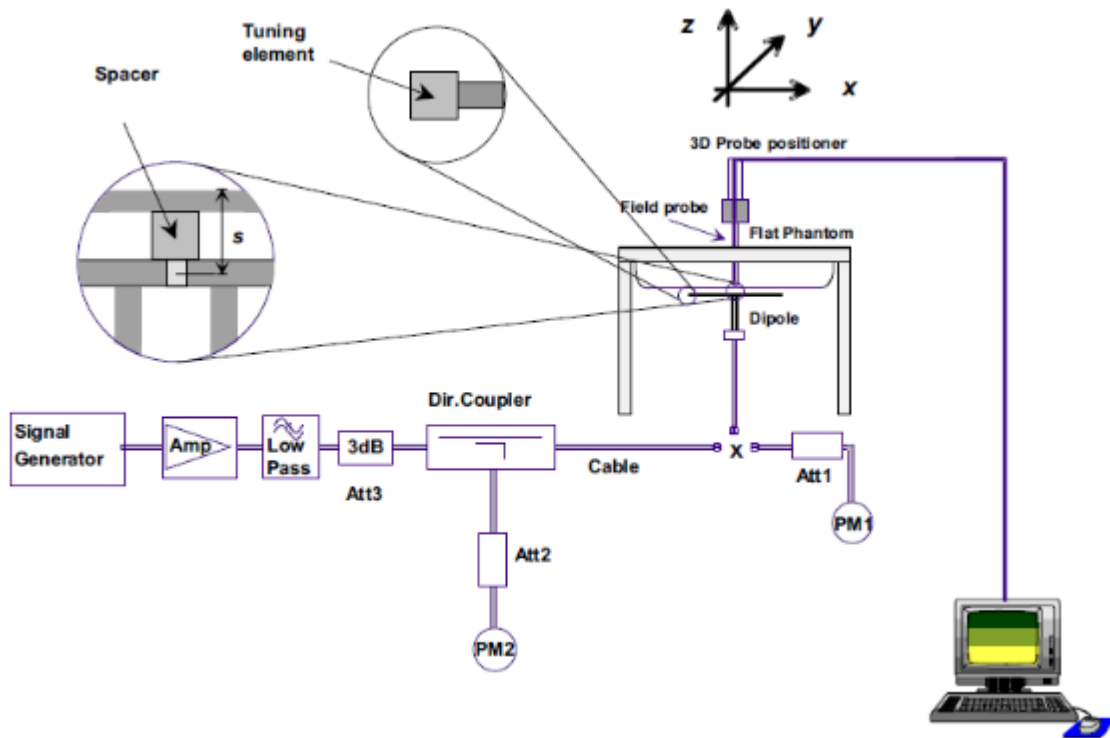 Tuning
element
Spacer
s
z
y
x
3D Probe positioner
Field probe
Flat Phantom
Dipole
Dir.Coupler
Signal
Generator
Amp
Low
Pass
3dB
Att3
Cable
X
Att1
PM1
Att2
PM2